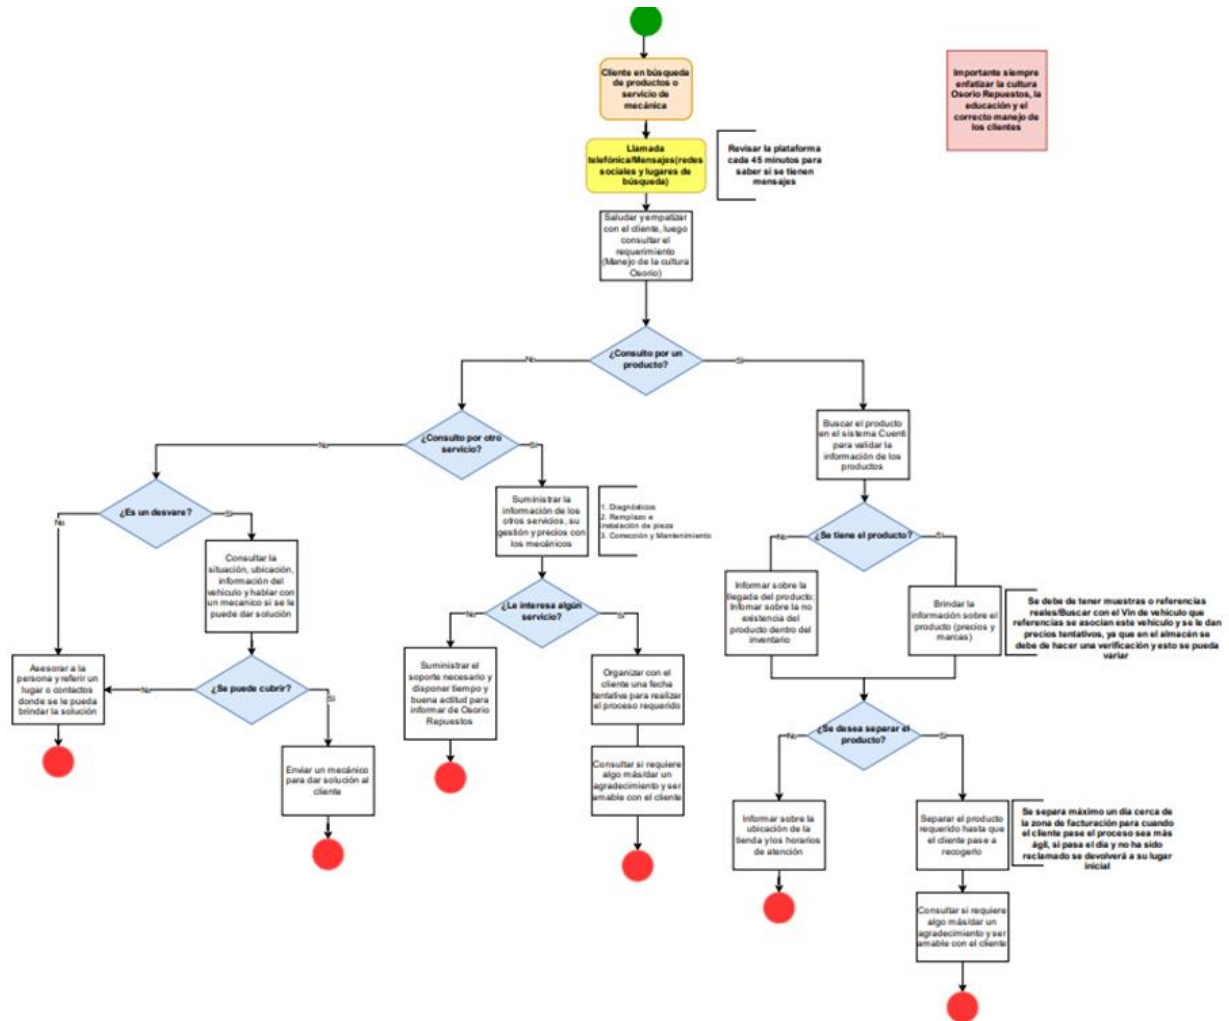 Cliente en búsqueda
de productos o
servicio de
mecánica
Importante siempre
enfatizar la cultura
Osorio Repuestos, la
educación y el
correcto manejo de
los clientes
Llamada
telefónica/Mensajes(redes
sociales y lugares de
búsqueda)
Revisar la plataforma
cada 45 minutos para
saber si se tienen
mensajes
Saludar y empatizar
con el cliente, luego
consultar el
requerimiento
(Manejo de la cultura
Osorio)
¿Consulto por un
producto?
No
Si
¿Consulto por otro
servicio?
No
Si
Buscar el producto
en el sistema Cuenti
para validar la
información de los
productos
¿Es un desvare?
No
Si
Suministrar la
información de los
otros servicios, su
gestión y precios con
los mecánicos
1. Diagnósticos
2. Remplazo e
instalación de pieza
3. Corrección y Mantenimiento
¿Se tiene el producto?
No
Si
Consultar la
situación, ubicación,
información del
vehículo y hablar con
un mecanico si se le
puede dar solución
¿Le interesa algún
servicio?
No
Si
Informar sobre la
llegada del producto;
Informar sobre la no
existencia del
producto dentro del
inventario
Brindar la
información sobre el
producto (precios y
marcas)
Se debe de tener muestras o referencias
reales/Buscar con el Vin de vehículo que
referencias se asocian este vehículo y se le dan
precios tentativos, ya que en el almacén se
debe de hacer una verificación y esto se pueda
variar
Asesorar a la
persona y referir un
lugar o contactos
donde se le pueda
brindar la solución
¿Se puede cubrir?
No
Si
Suministrar el
soporte necesario y
disponer tiempo y
buena actitud para
informar de Osorio
Repuestos
Organizar con el
cliente una fecha
tentative para realizar
el proceso requerido
¿Se desea separar el
producto?
No
Si
Enviar un mecánico
para dar solución al
cliente
Consultar si requiere
algo más/dar un
agradecimiento y ser
amable con el cliente
Informar sobre la
ubicación de la
tienda y los horarios
de atención
Separar el producto
requerido hasta que
el cliente pase a
recogerlo
Se separa máximo un día cerca de
la zona de facturación para cuando
el cliente pase el proceso sea más
ágil, si pasa el día y no ha sido
reclamado se devolverá a su lugar
inicial
Consultar si requiere
algo más/dar un
agradecimiento y ser
amable con el cliente